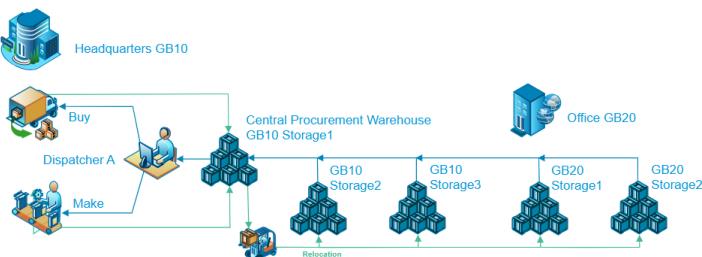 Headquarters GB10
Buy
Central Procurement Warehouse
GB10 Storage1
Office GB20
Dispatcher A
GB10
Storage2
GB10
Storage3
GB20
Storage1
GB20
Storage2
Make
Relocation